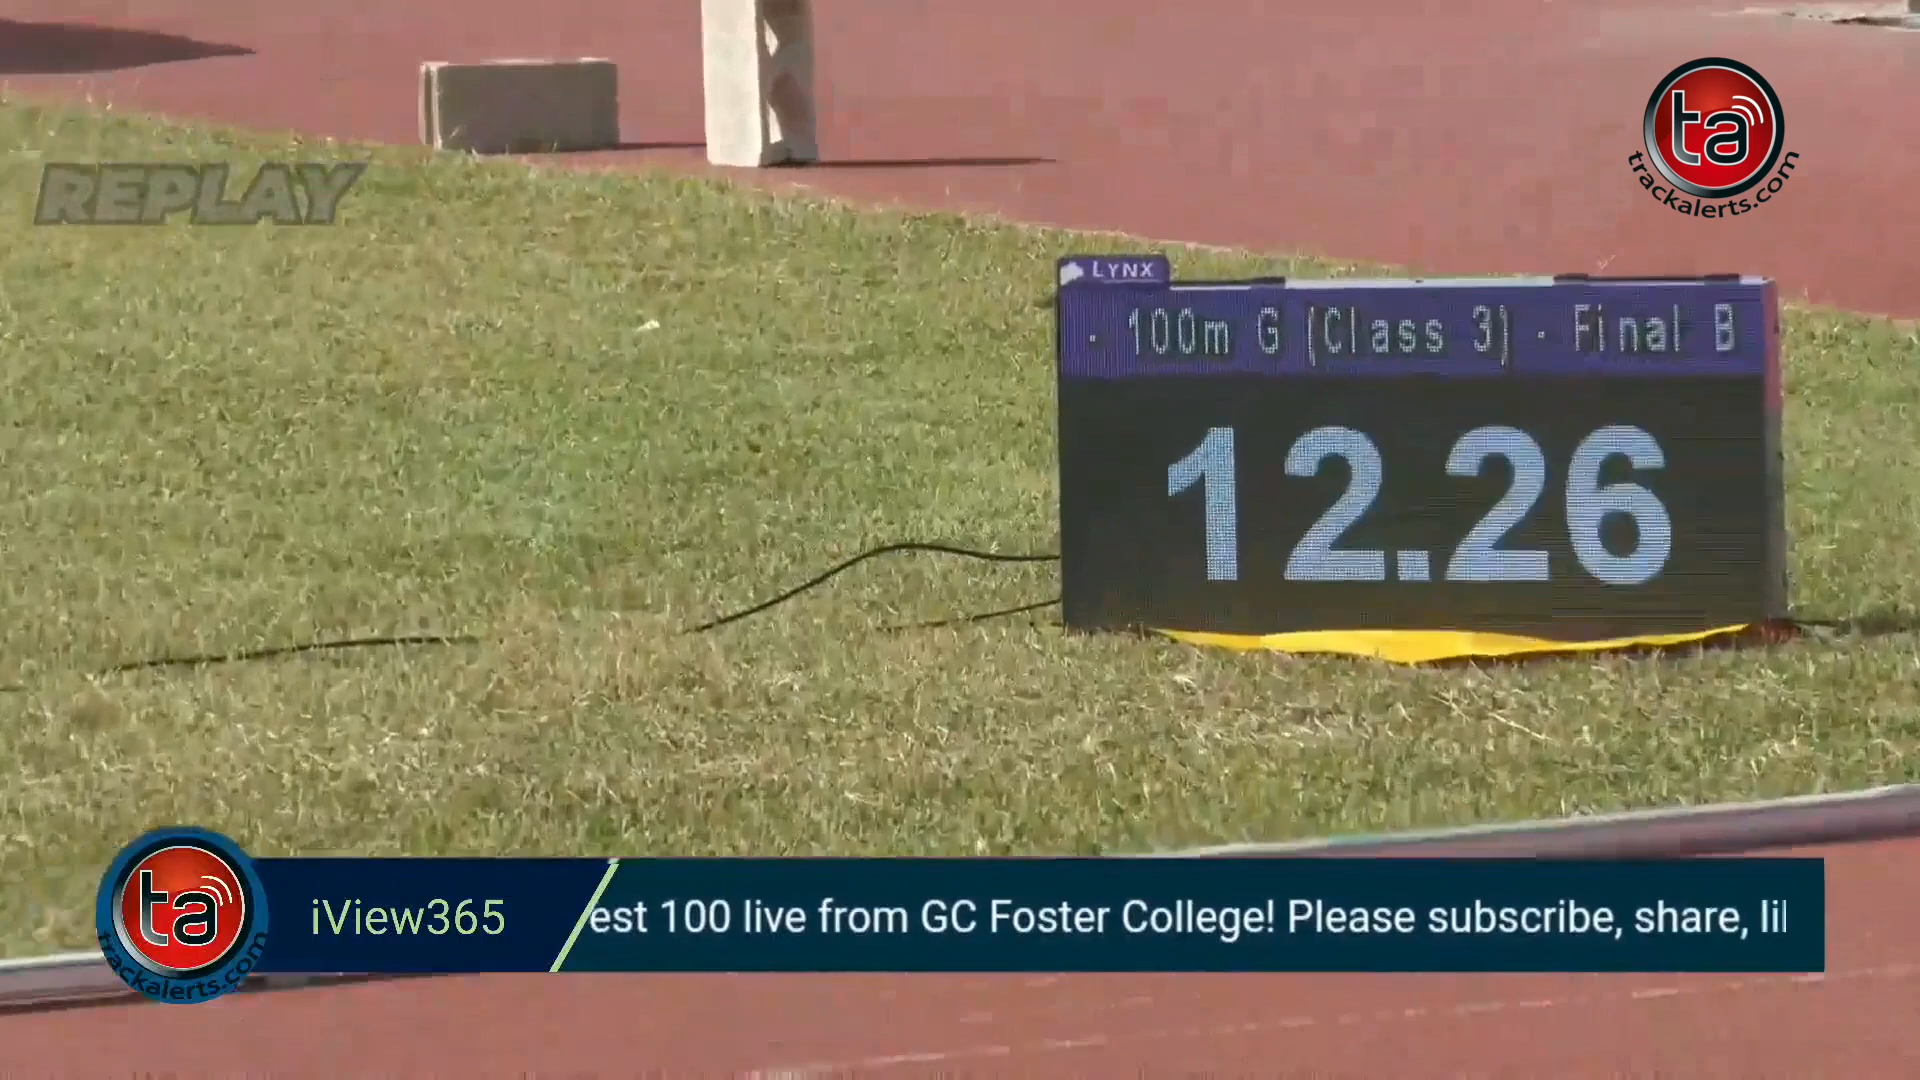 ta
trackalerts.com
REPLAY
LYNX
- 100m G (Class 3) - Final B
12.26
ta
trackalerts.com
iView365
est 100 live from GC Foster College! Please subscribe, share, li